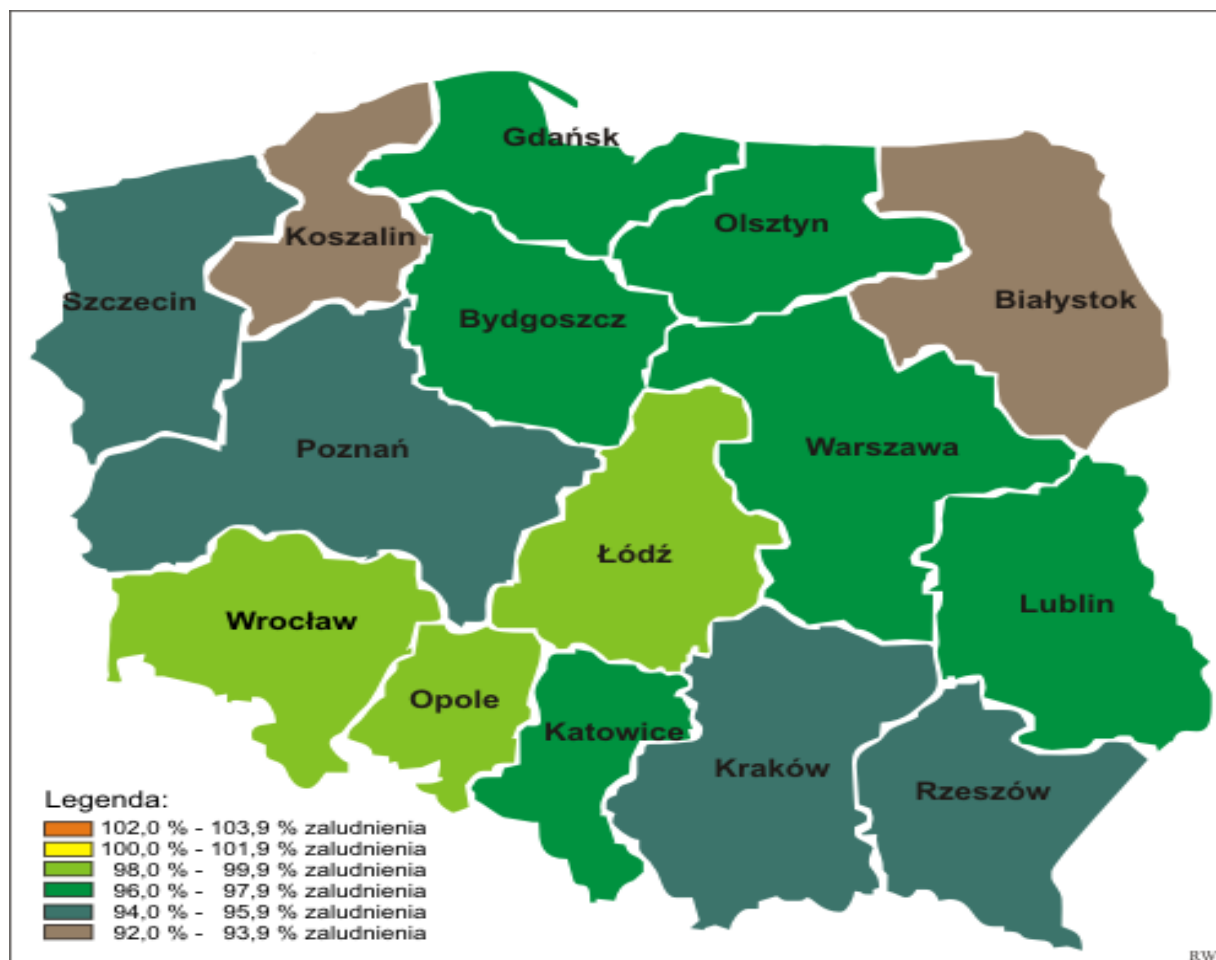 Gdańsk
Olsztyn
Koszalin
Szczecin
Białystok
Bydgoszcz
Poznań
Warszawa
Łódź
Lublin
Wrocław
Opole
Katowice
Kraków
Rzeszów
Legenda:
102,0 % - 103,9 % zaludnienia
100,0 % - 101,9 % zaludnienia
98,0 % - 99,9 % zaludnienia
96,0 % - 97,9 % zaludnienia
94,0 % - 95,9 % zaludnienia
92,0 % - 93,9 % zaludnienia
RW